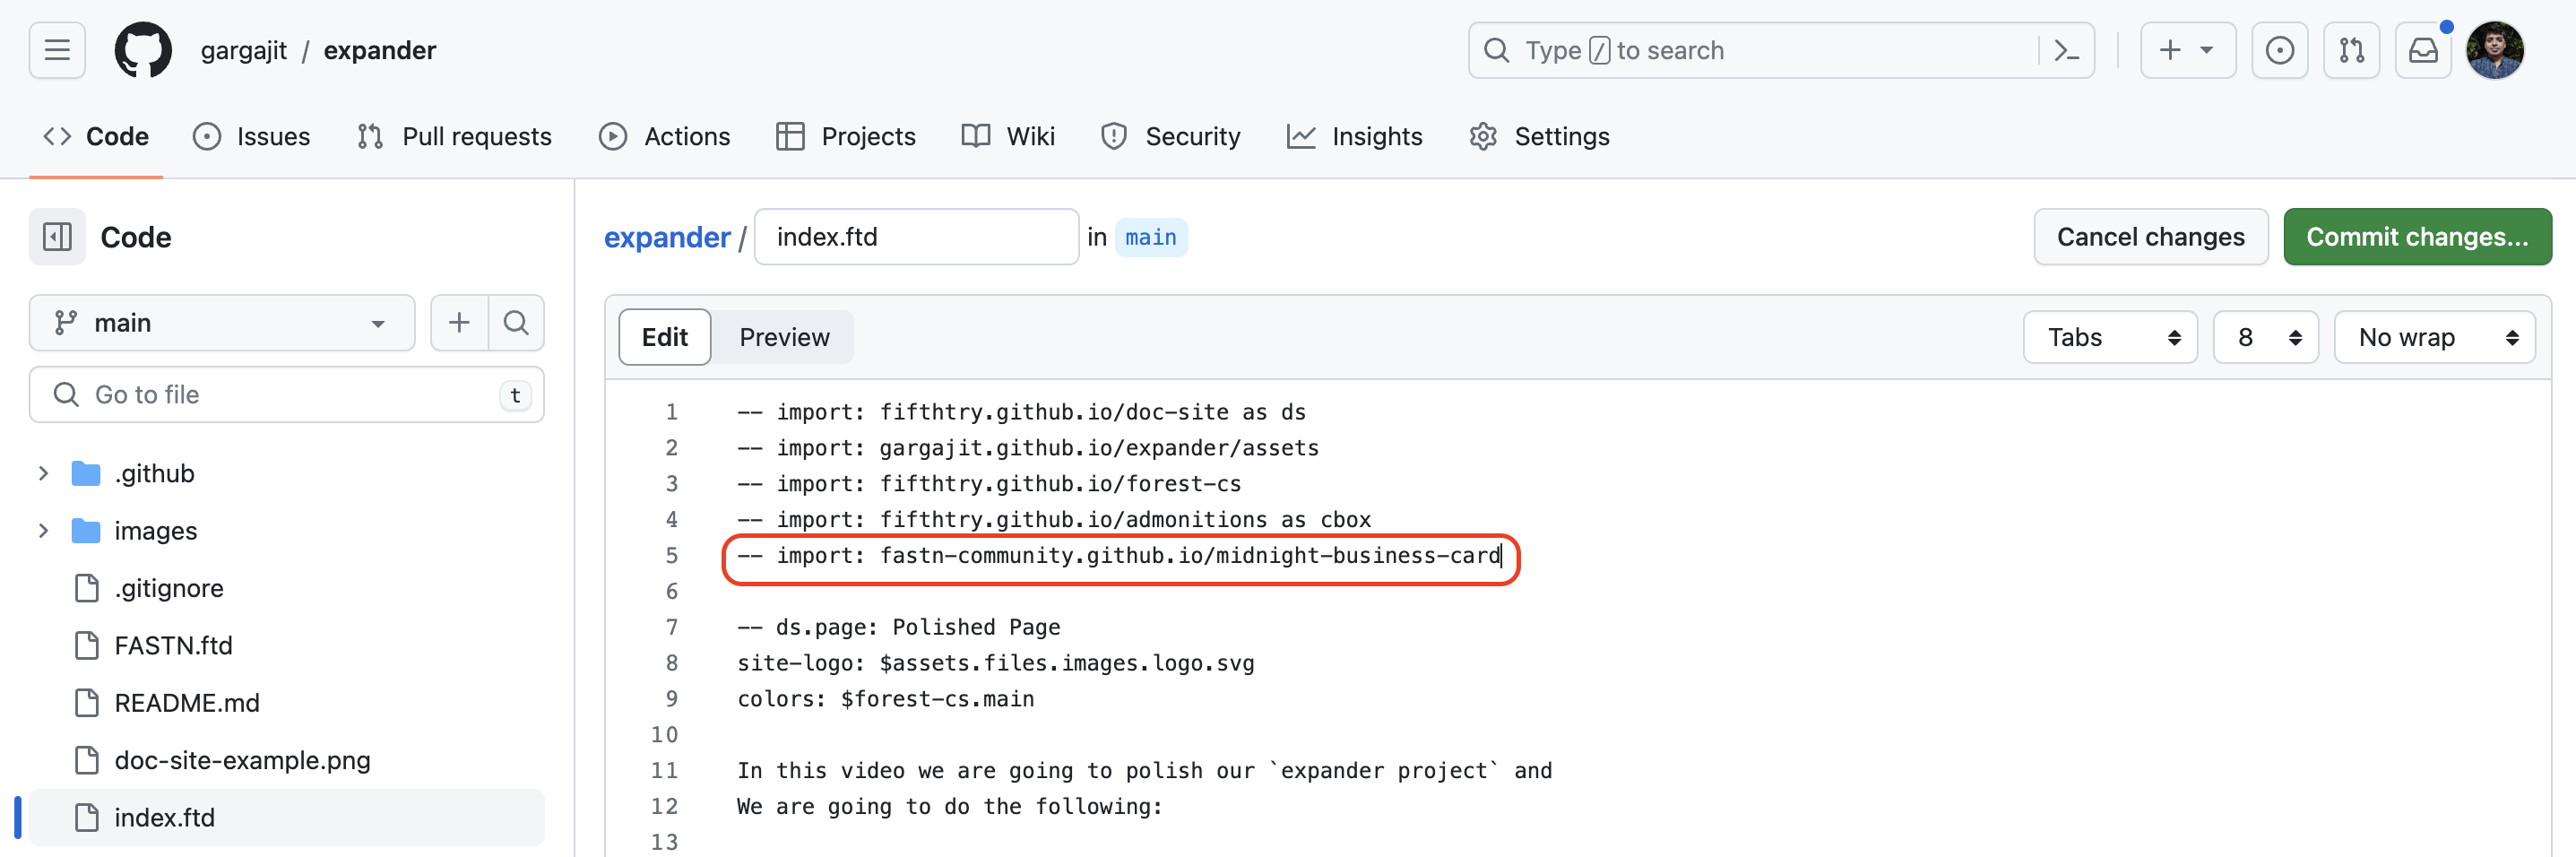 gargajit / expander
Type / to search
Code
Issues
Pull requests
Actions
Projects
Wiki
Security
Insights
Settings
Code
main
Go to file
t
.github
images
.gitignore
FASTN.ftd
README.md
doc-site-example.png
index.ftd
expander / index.ftd in main
Cancel changes
Commit changes...
Edit
Preview
Tabs
8
No wrap
1 -- import: fifthtry.github.io/doc-site as ds
2 -- import: gargajit.github.io/expander/assets
3 -- import: fifthtry.github.io/forest-cs
4 -- import: fifthtry.github.io/admonitions as cbox
5 -- import: fastn-community.github.io/midnight-business-card
6
7 -- ds.page: Polished Page
8 site-logo: $assets.files.images.logo.svg
9 colors: $forest-cs.main
10
11 In this video we are going to polish our `expander project` and
12 We are going to do the following:
13